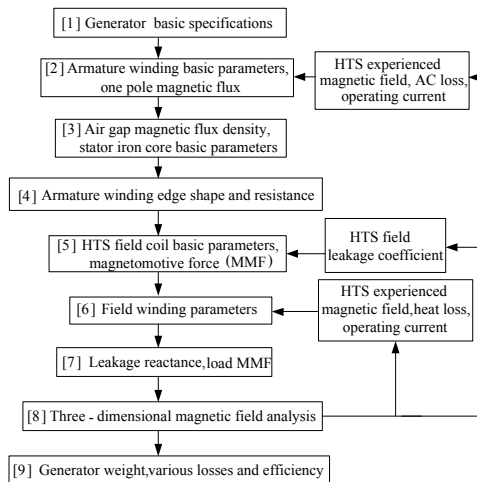 [1] Generator basic specifications
[2] Armature winding basic parameters,
one pole magnetic flux
HTS experienced
magnetic field, AC loss,
operating current
[3] Air gap magnetic flux density,
stator iron core basic parameters
[4] Armature winding edge shape and resistance
[5] HTS field coil basic parameters,
magnetomotive force (MMF)
HTS field
leakage coefficient
[6] Field winding parameters
HTS experienced
magnetic field,heat loss,
operating current
[7] Leakage reactance,load MMF
[8] Three - dimensional magnetic field analysis
[9] Generator weight,various losses and efficiency